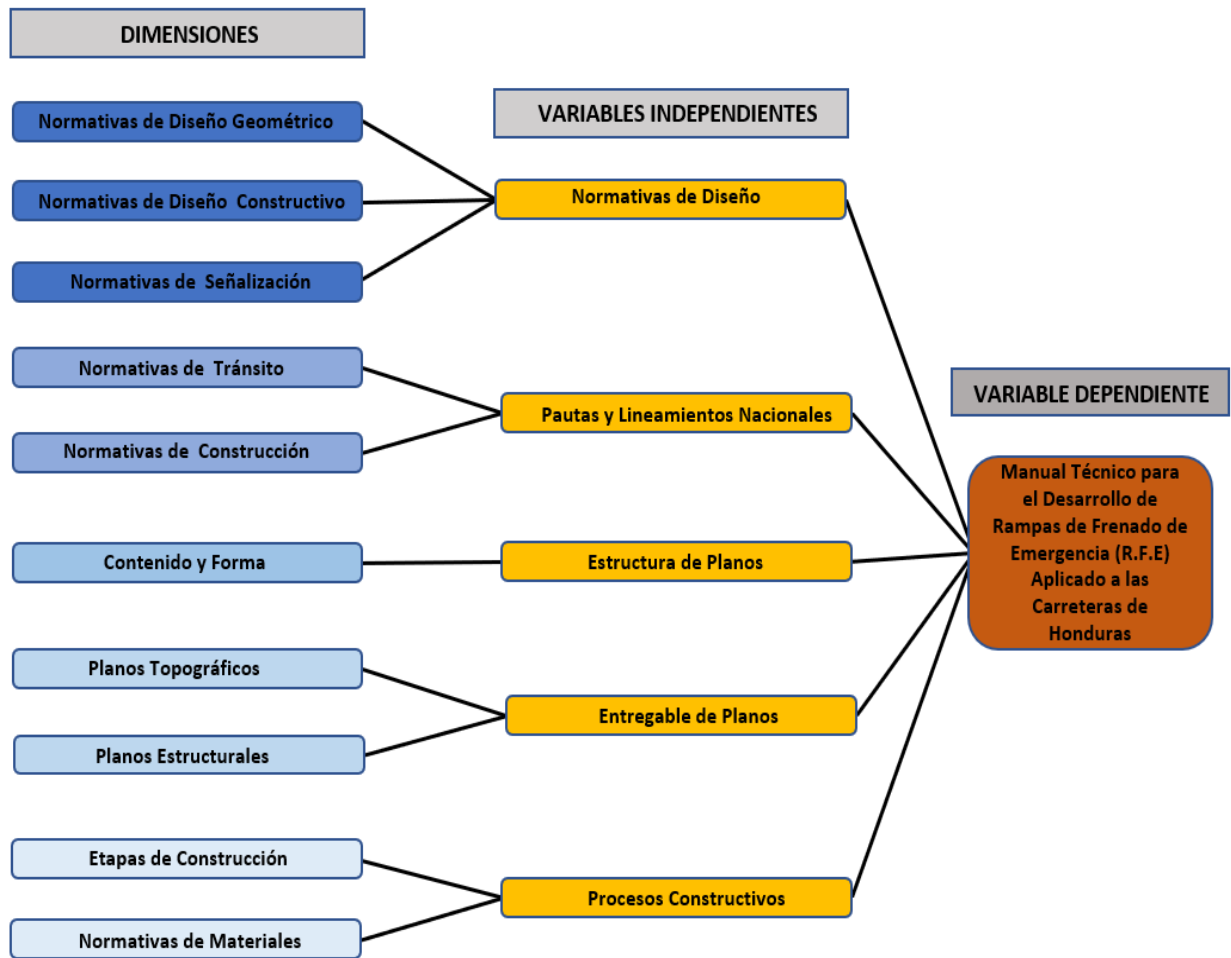 DIMENSIONES
Normativas de Diseño Geométrico
Normativas de Diseño Constructivo
Normativas de Señalización
Normativas de Tránsito
Normativas de Construcción
Contenido y Forma
Planos Topográficos
Planos Estructurales
Etapas de Construcción
Normativas de Materiales
VARIABLES INDEPENDIENTES
Normativas de Diseño
Pautas y Lineamientos Nacionales
Estructura de Planos
Entregable de Planos
Procesos Constructivos
VARIABLE DEPENDIENTE
Manual Técnico para
el Desarrollo de
Rampas de Frenado de
Emergencia (R.F.E)
Aplicado a las
Carreteras de
Honduras